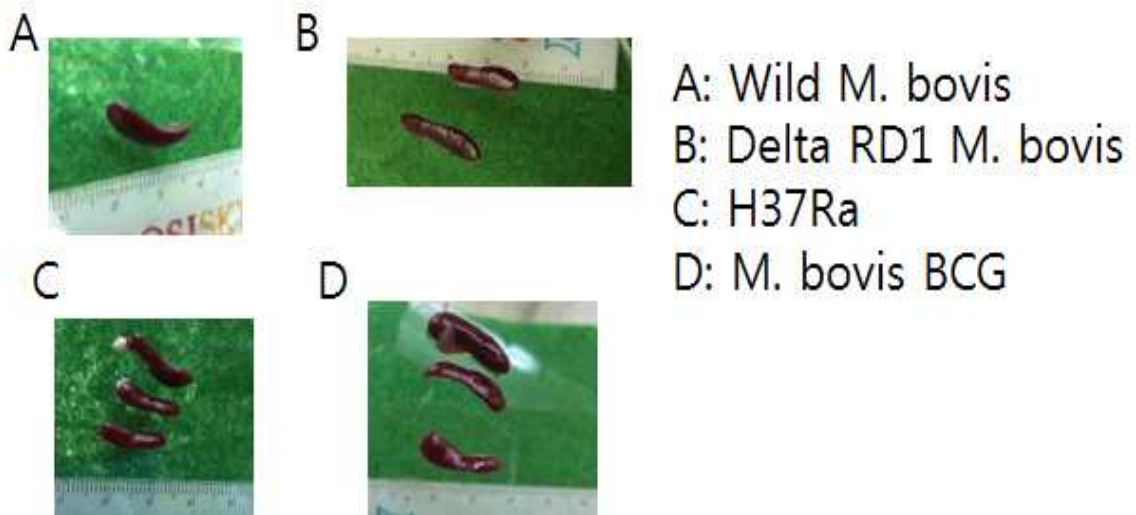 A
B
A: Wild M. bovis
B: Delta RD1 M. bovis
C: H37Ra
D: M. bovis BCG
C
D